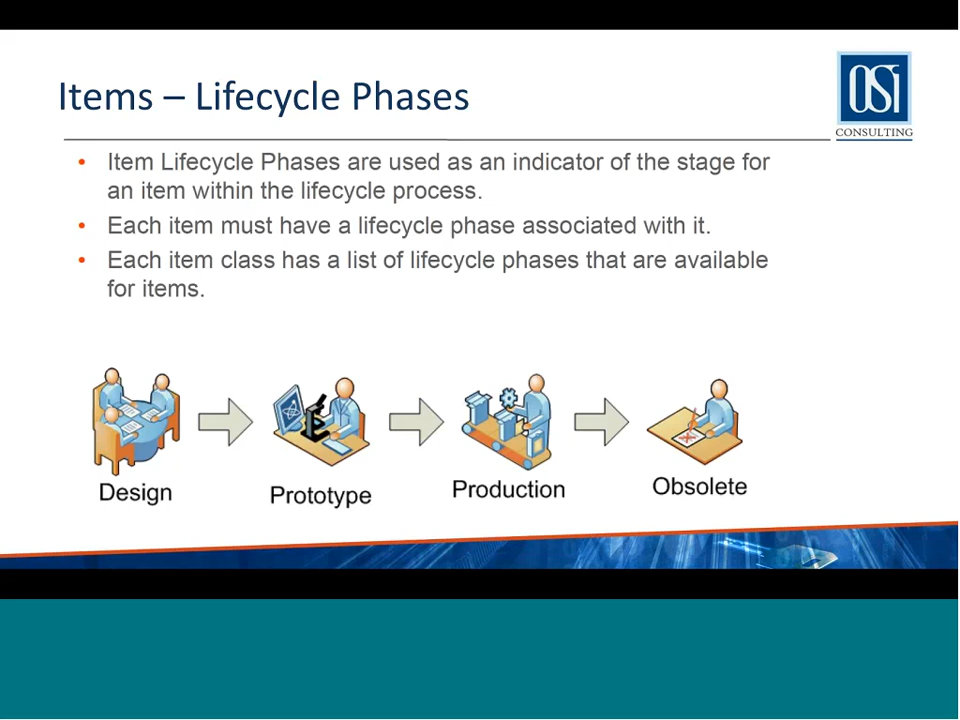 Items – Lifecycle Phases
OSi
CONSULTING
• Item Lifecycle Phases are used as an indicator of the stage for
an item within the lifecycle process.
• Each item must have a lifecycle phase associated with it.
• Each item class has a list of lifecycle phases that are available
for items.
Design
Prototype
Production
Obsolete